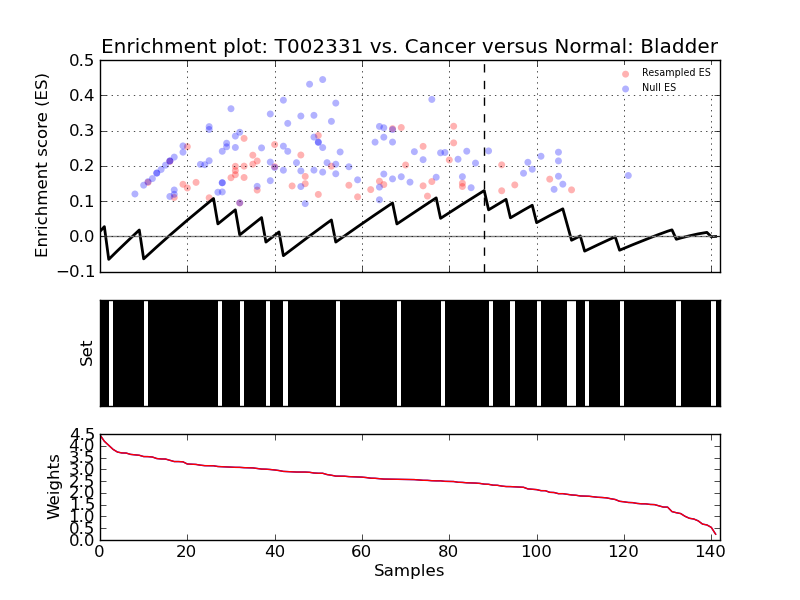 Enrichment plot: T002331 vs. Cancer versus Normal: Bladder
Enrichment score (ES)
0.5
0.4
0.3
0.2
0.1
0.0
−0.1
Resampled ES
Null ES
Set
Weights
4.5
4.0
3.5
3.0
2.5
2.0
1.5
1.0
0.5
0.0
0 20 40 60 80 100 120 140
Samples